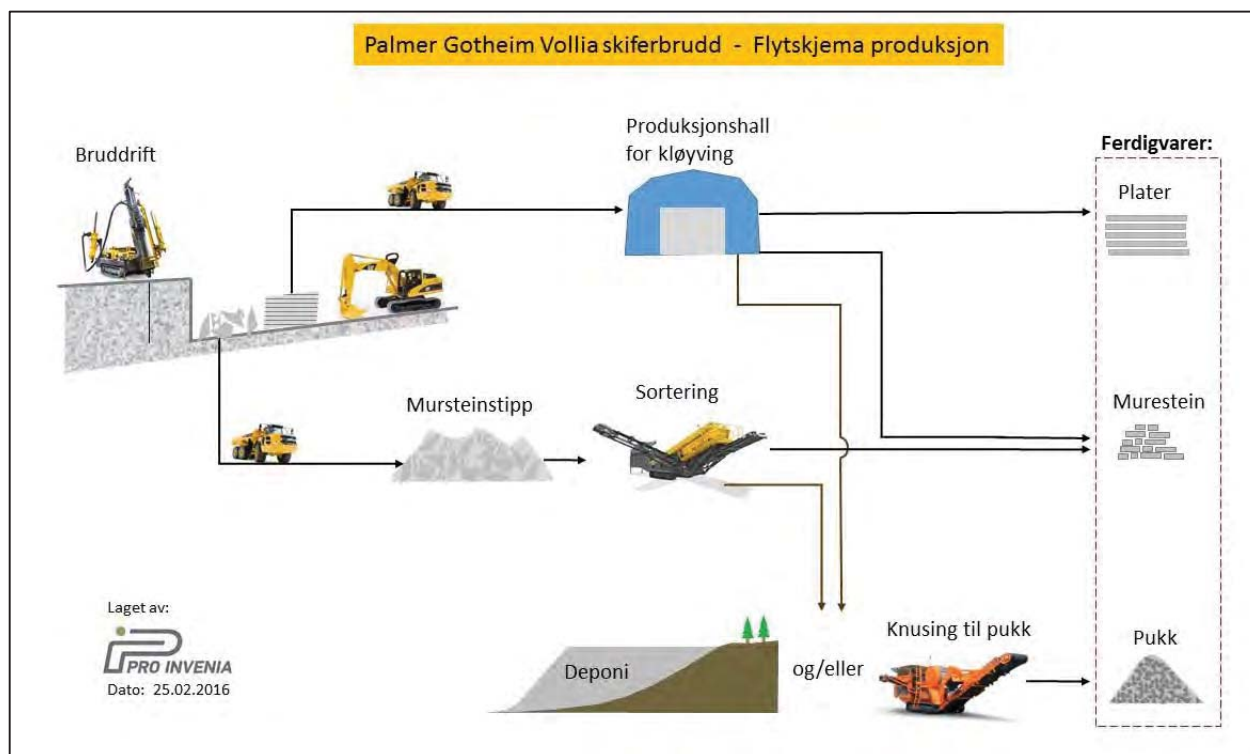 Palmer Gotheim Vollia skiferbrudd - Flytskjema produksjon
Bruddrift
Produksjonshall
for kløyving
Ferdigvarer:
Plater
Mursteinstipp
Sortering
Murestein
Laget av:
PRO INVENIA
Dato: 25.02.2016
Deponi
og/eller
Knusing til pukk
Pukk